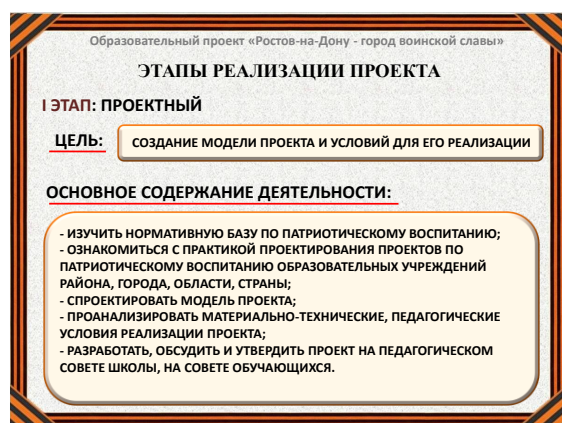 Образовательный проект «Ростов-на-Дону - город воинской славы»
ЭТАПЫ РЕАЛИЗАЦИИ ПРОЕКТА
I ЭТАП: ПРОЕКТНЫЙ
ЦЕЛЬ:
СОЗДАНИЕ МОДЕЛИ ПРОЕКТА И УСЛОВИЙ ДЛЯ ЕГО РЕАЛИЗАЦИИ
ОСНОВНОЕ СОДЕРЖАНИЕ ДЕЯТЕЛЬНОСТИ:
- ИЗУЧИТЬ НОРМАТИВНУЮ БАЗУ ПО ПАТРИОТИЧЕСКОМУ ВОСПИТАНИЮ;
- ОЗНАКОМИТЬСЯ С ПРАКТИКОЙ ПРОЕКТИРОВАНИЯ ПРОЕКТОВ ПО
ПАТРИОТИЧЕСКОМУ ВОСПИТАНИЮ ОБРАЗОВАТЕЛЬНЫХ УЧРЕЖДЕНИЙ
РАЙОНА, ГОРОДА, ОБЛАСТИ, СТРАНЫ;
- СПРОЕКТИРОВАТЬ МОДЕЛЬ ПРОЕКТА;
- ПРОАНАЛИЗИРОВАТЬ МАТЕРИАЛЬНО-ТЕХНИЧЕСКИЕ, ПЕДАГОГИЧЕСКИЕ
УСЛОВИЯ РЕАЛИЗАЦИИ ПРОЕКТА;
- РАЗРАБОТАТЬ, ОБСУДИТЬ И УТВЕРДИТЬ ПРОЕКТ НА ПЕДАГОГИЧЕСКОМ
СОВЕТЕ ШКОЛЫ, НА СОВЕТЕ ОБУЧАЮЩИХСЯ.